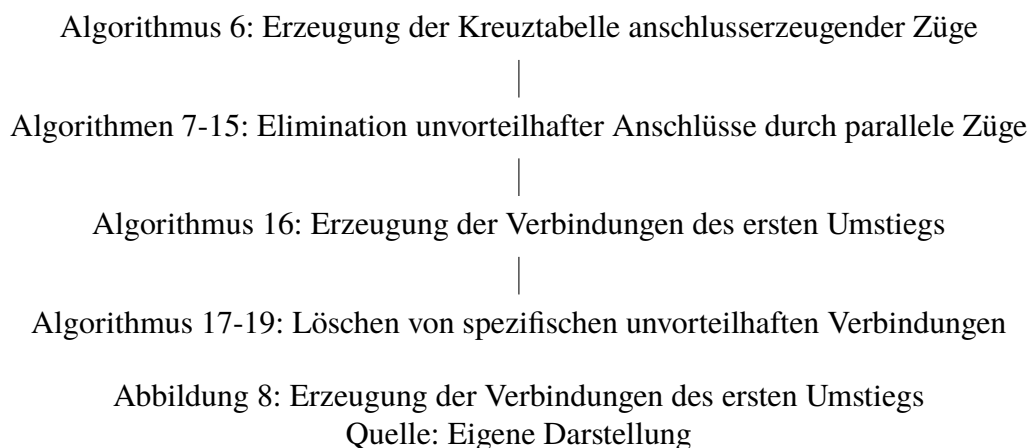 Algorithmus 6: Erzeugung der Kreuztabelle anschlusserzeugender Züge
Algorithmen 7-15: Elimination unvorteilhafter Anschlüsse durch parallele Züge
Algorithmus 16: Erzeugung der Verbindungen des ersten Umstiegs
Algorithmus 17-19: Löschen von spezifischen unvorteilhaften Verbindungen
Abbildung 8: Erzeugung der Verbindungen des ersten Umstiegs
Quelle: Eigene Darstellung